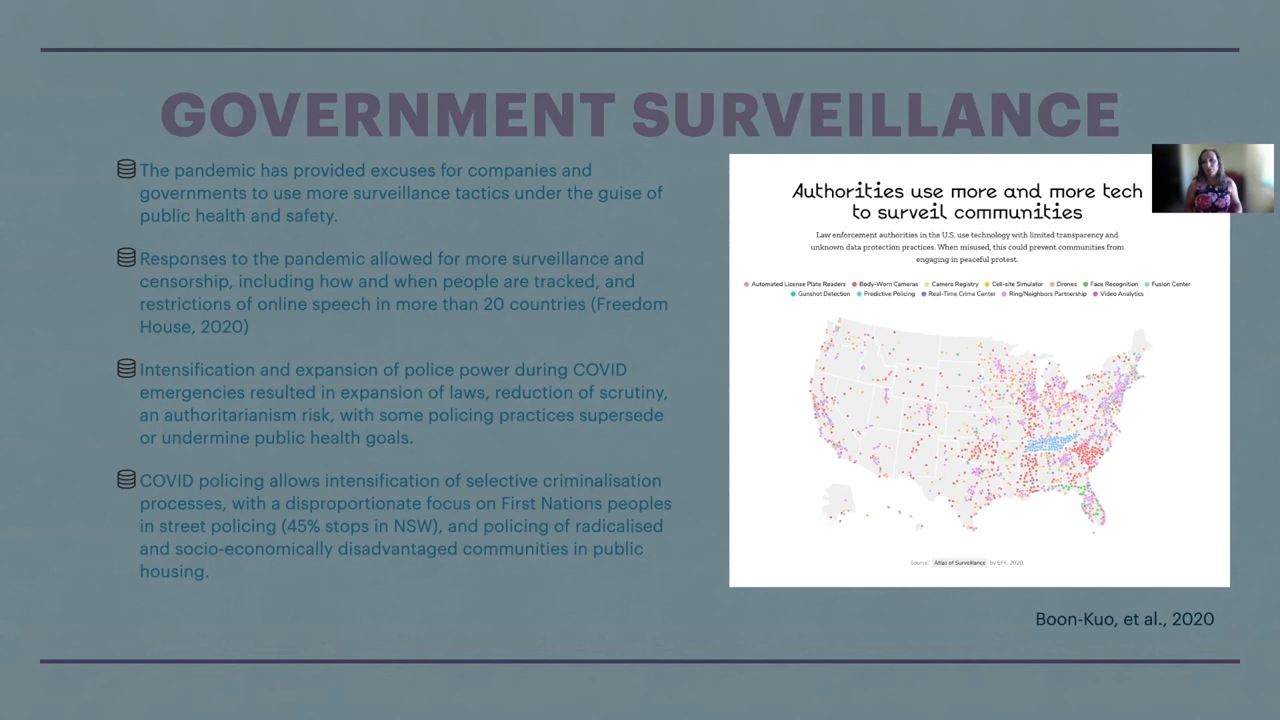 GOVERNMENT SURVEILLANCE
The pandemic has provided excuses for companies and
governments to use more surveillance tactics under the guise of
public health and safety.
Responses to the pandemic allowed for more surveillance and
censorship, including how and when people are tracked, and
restrictions of online speech in more than 20 countries (Freedom
House, 2020)
Intensification and expansion of police power during COVID
emergencies resulted in expansion of laws, reduction of scrutiny,
an authoritarianism risk, with some policing practices supersede
or undermine public health goals.
COVID policing allows intensification of selective criminalisation
processes, with a disproportionate focus on First Nations peoples
in street policing (45% stops in NSW), and policing of radicalised
and socio-economically disadvantaged communities in public
housing.
Authorities use more and more tech
to surveil communities
Law enforcement authorities in the U.S. use technology with limited transparency and
unknown data protection practices. When misused, this could prevent communities from
engaging in peaceful protest.
Automated License Plate Readers Body-Worn Cameras Camera Registry Cell-site Simulator Drones Face Recognition Fusion Center
Gunshot Detection Predictive Policing Real-Time Crime Center Ring/Neighbors Partnership Video Analytics
Source: Atlas of Surveillance by EFF, 2020.
Boon-Kuo, et al., 2020